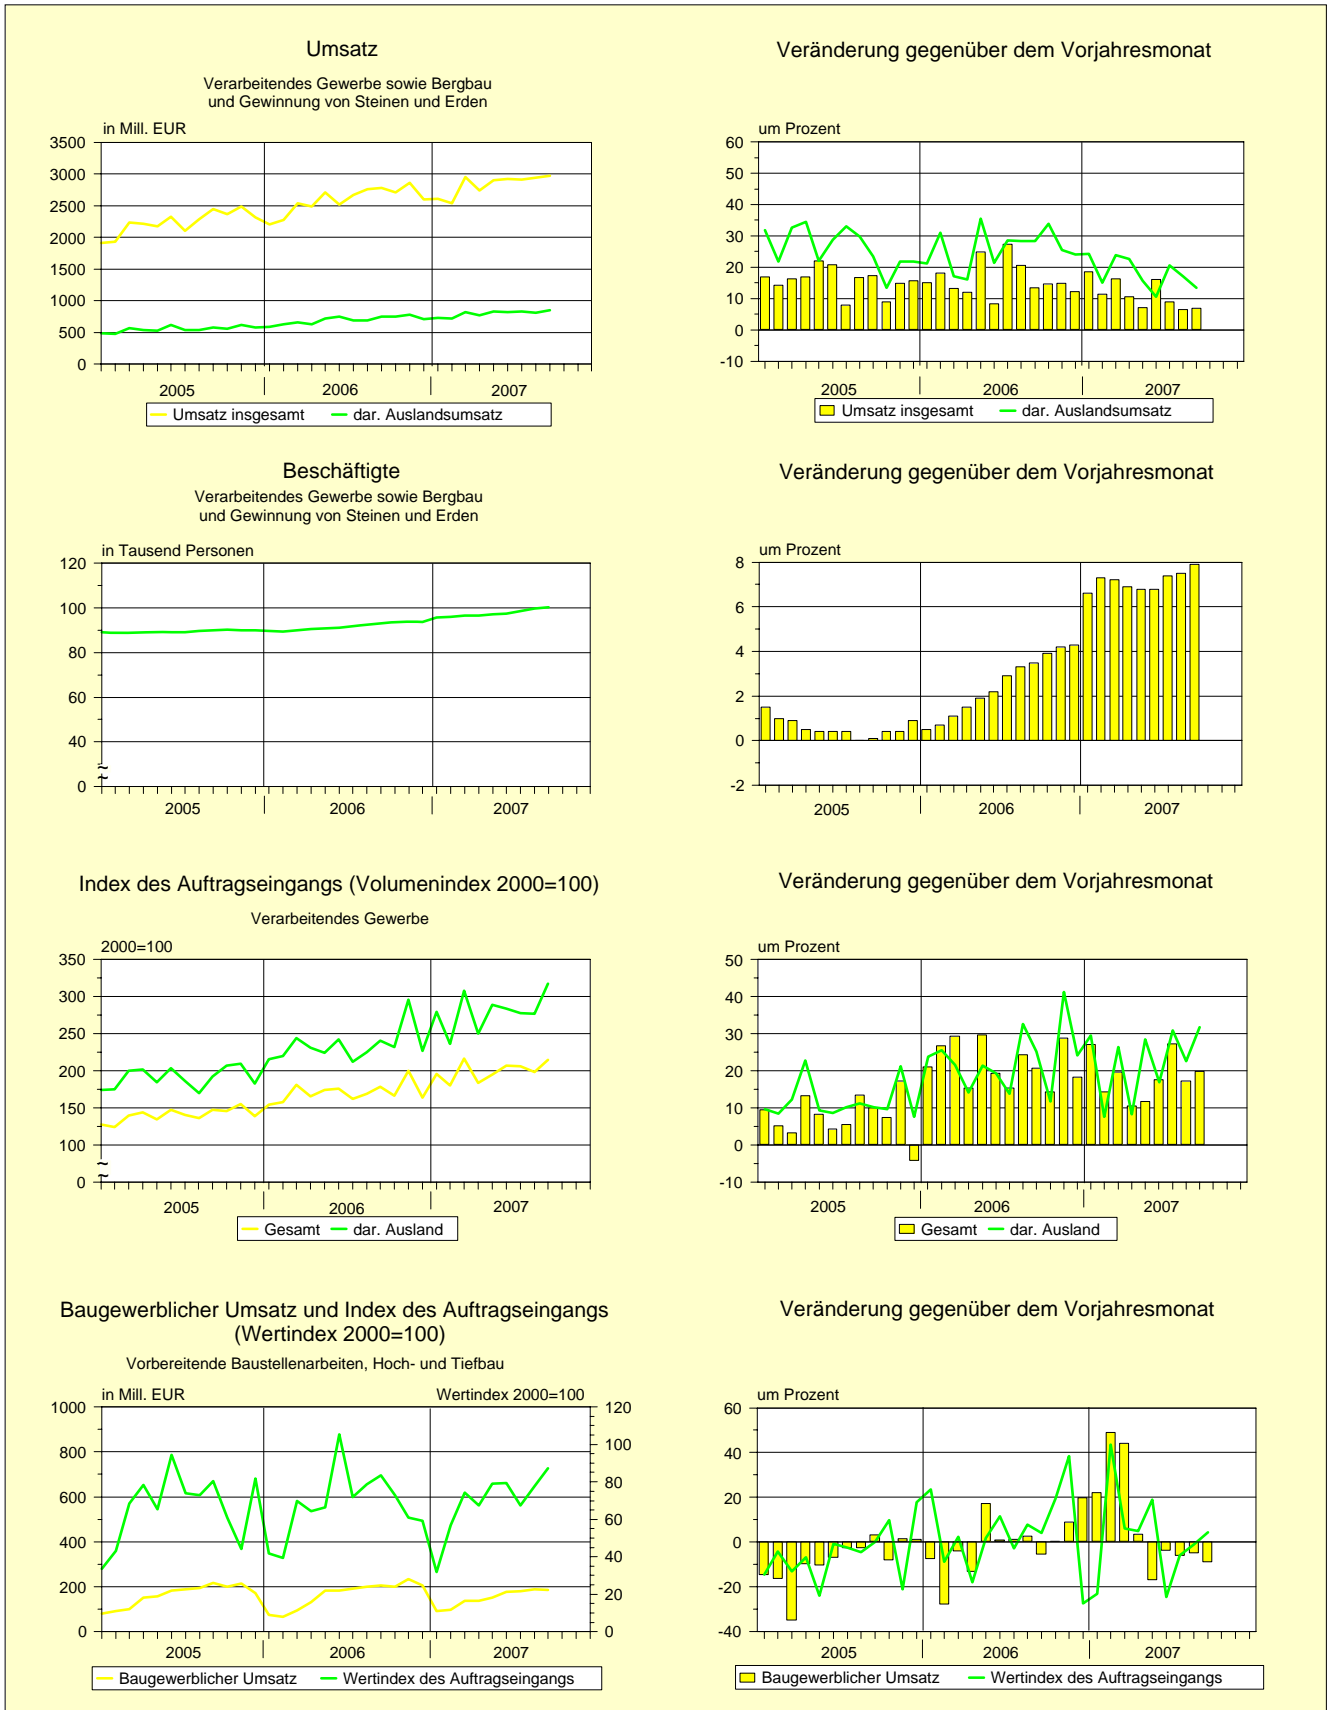 Umsatz
Verarbeitendes Gewerbe sowie Bergbau
und Gewinnung von Steinen und Erden
in Mill. EUR
3500
3000
2500
2000
1500
1000
500
0
2005
2006
2007
Umsatz insgesamt
dar. Auslandsumsatz
Veränderung gegenüber dem Vorjahresmonat
um Prozent
60
50
40
30
20
10
0
-10
2005
2006
2007
Umsatz insgesamt
dar. Auslandsumsatz
Beschäftigte
Verarbeitendes Gewerbe sowie Bergbau
und Gewinnung von Steinen und Erden
in Tausend Personen
120
100
80
60
40
~
~
0
2005
2006
2007
Veränderung gegenüber dem Vorjahresmonat
um Prozent
8
6
4
2
0
-2
2005
2006
2007
Index des Auftragseingangs (Volumenindex 2000=100)
Verarbeitendes Gewerbe
2000=100
350
300
250
200
150
100
~
~
0
2005
2006
2007
Gesamt
dar. Ausland
Veränderung gegenüber dem Vorjahresmonat
um Prozent
50
40
30
20
10
0
-10
2005
2006
2007
Gesamt
dar. Ausland
Baugewerblicher Umsatz und Index des Auftragseingangs
(Wertindex 2000=100)
Vorbereitende Baustellenarbeiten, Hoch- und Tiefbau
in Mill. EUR
Wertindex 2000=100
1000
800
600
400
200
0
120
100
80
60
40
20
0
2005
2006
2007
Baugewerblicher Umsatz
Wertindex des Auftragseingangs
Veränderung gegenüber dem Vorjahresmonat
um Prozent
60
40
20
0
-20
-40
2005
2006
2007
Baugewerblicher Umsatz
Wertindex des Auftragseingangs